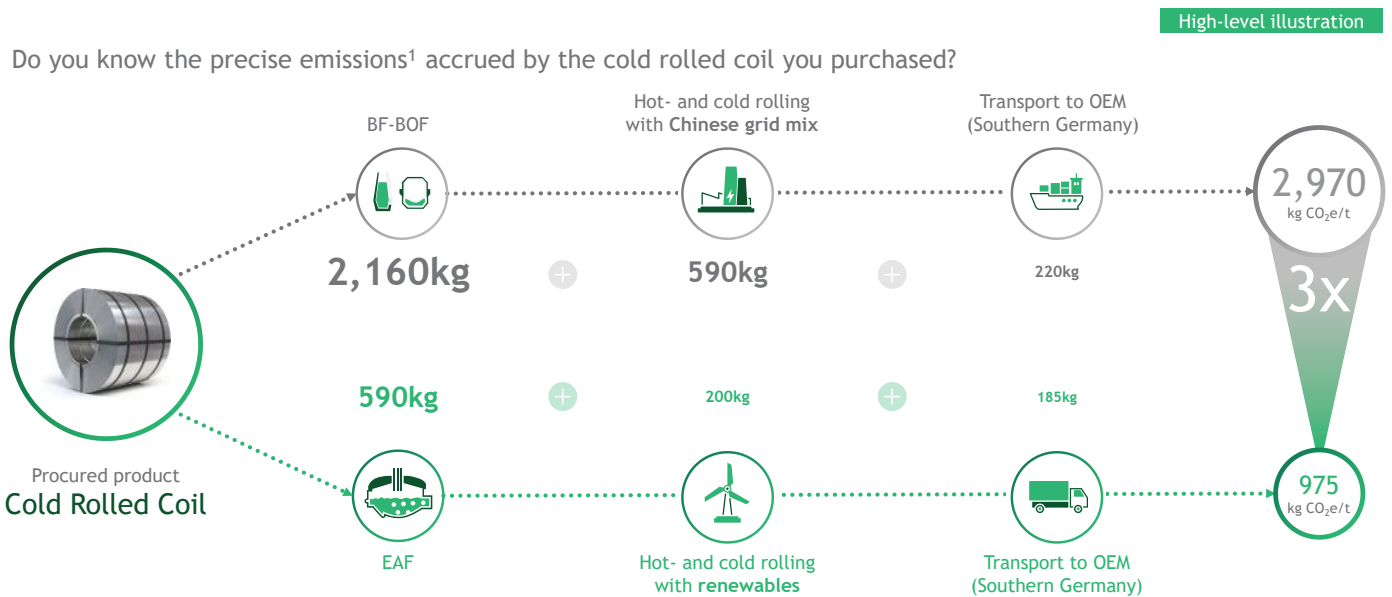 High-level illustration
Do you know the precise emissions¹ accrued by the cold rolled coil you purchased?
BF-BOF
Hot- and cold rolling
with Chinese grid mix
Transport to OEM
(Southern Germany)
2,970
kg CO₂e/t
2,160kg
+
590kg
+
220kg
3x
590kg
+
200kg
+
185kg
Procured product
Cold Rolled Coil
975
kg CO₂e/t
EAF
Hot- and cold rolling
with renewables
Transport to OEM
(Southern Germany)